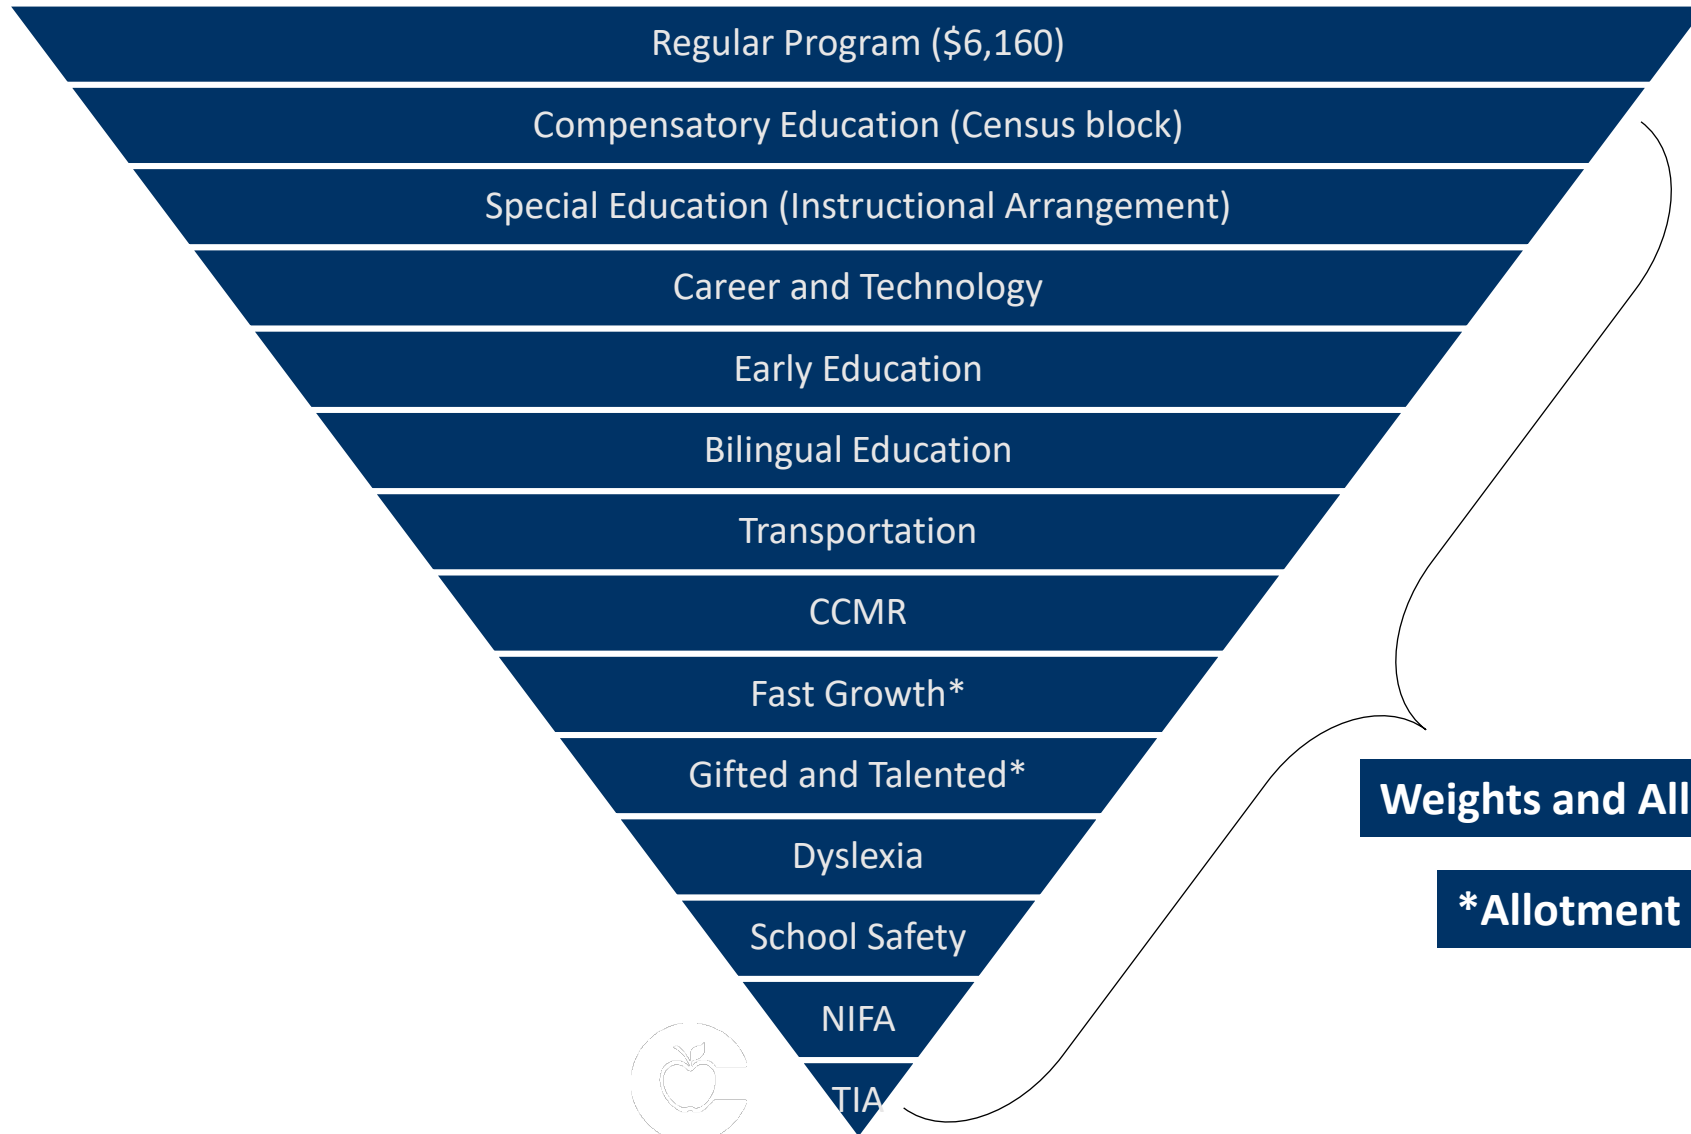 Regular Program ($6,160)
Compensatory Education (Census block)
Special Education (Instructional Arrangement)
Career and Technology
Early Education
Bilingual Education
Transportation
CCMR
Fast Growth*
Gifted and Talented*
Dyslexia
School Safety
NIFA
TIA
Weights and All
*Allotment